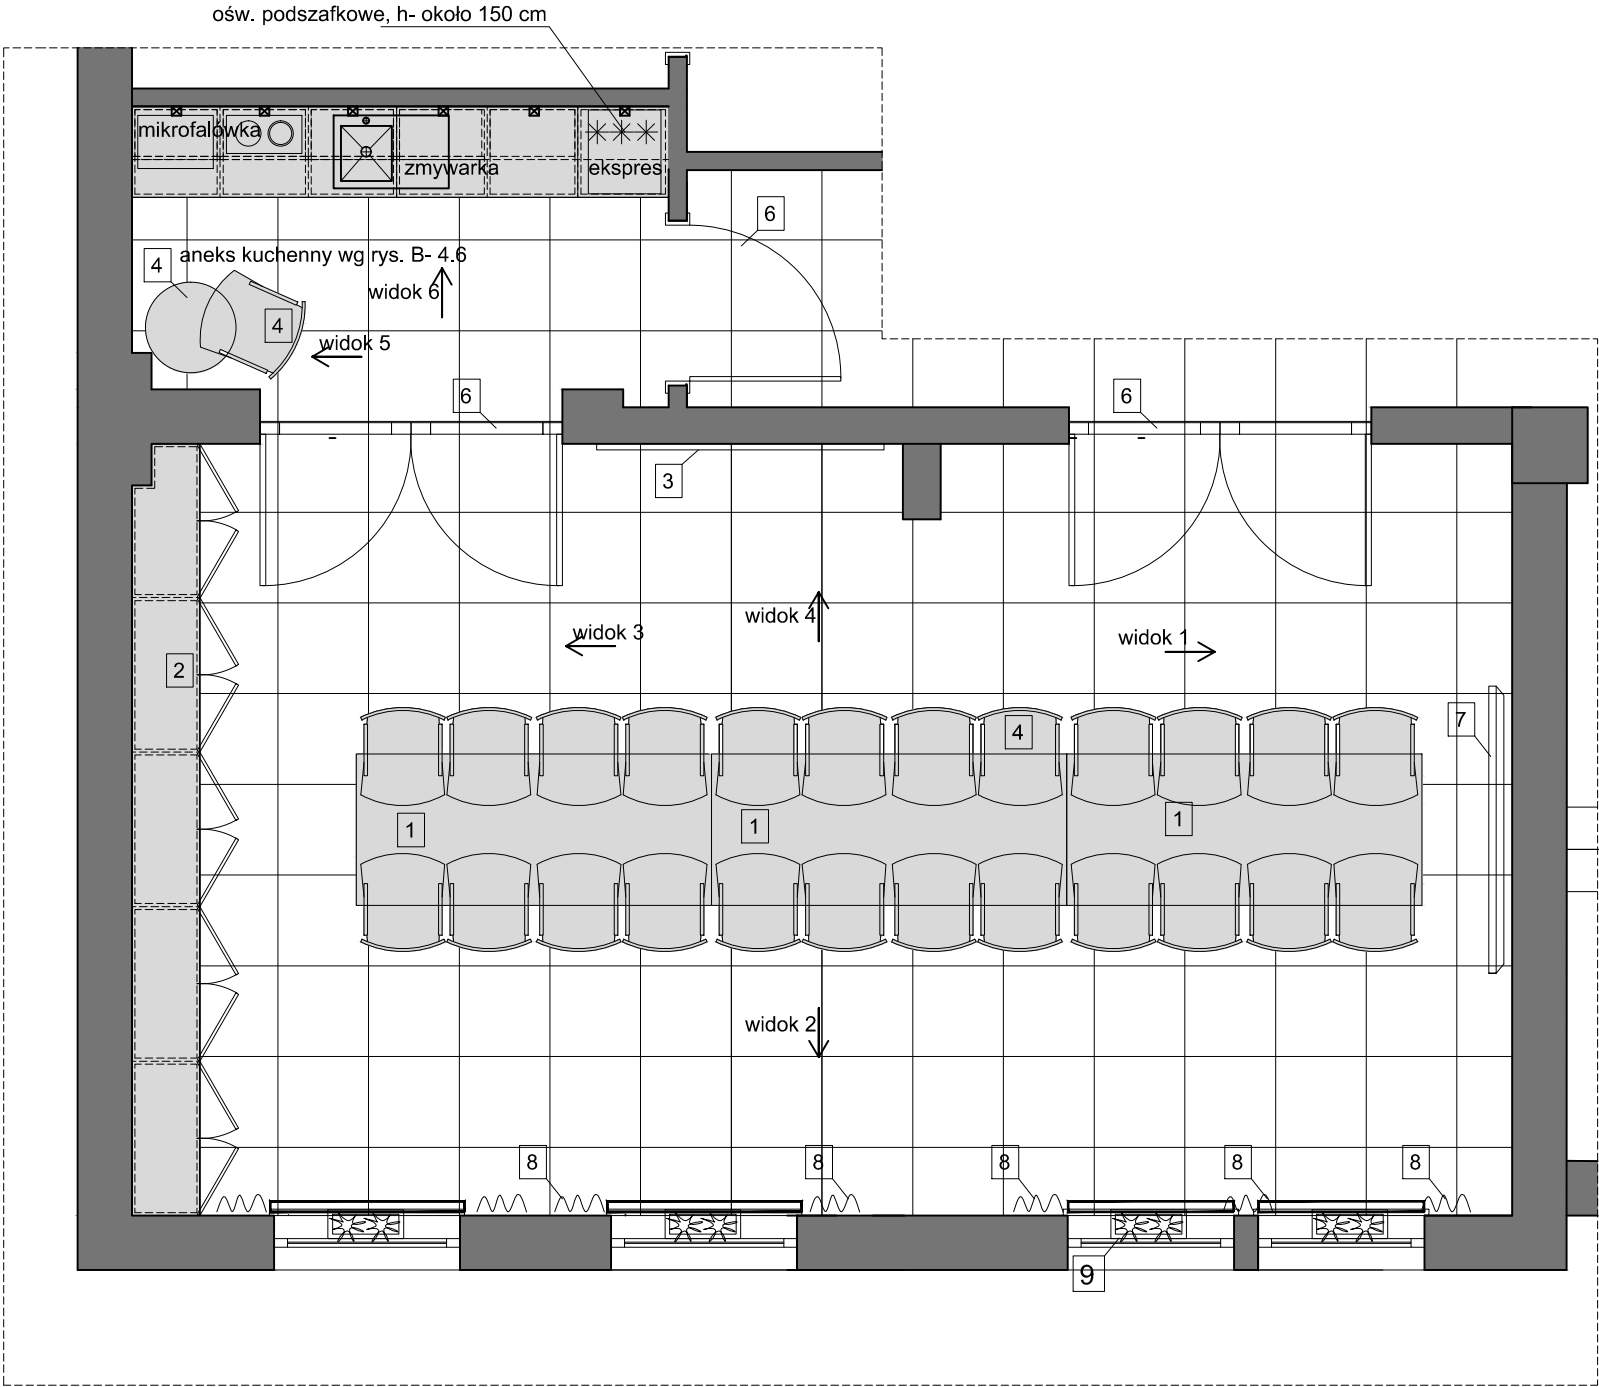 ośw. podszafkowe, h- około 150 cm
mikrofalówka
zmywarka
ekspres
6
4
aneks kuchenny wg rys. B- 4.6
widok 6
4
widok 5
6
6
3
widok 4
widok 3
widok 1
2
4
7
1
1
1
widok 2
8
8
8
8
8
9